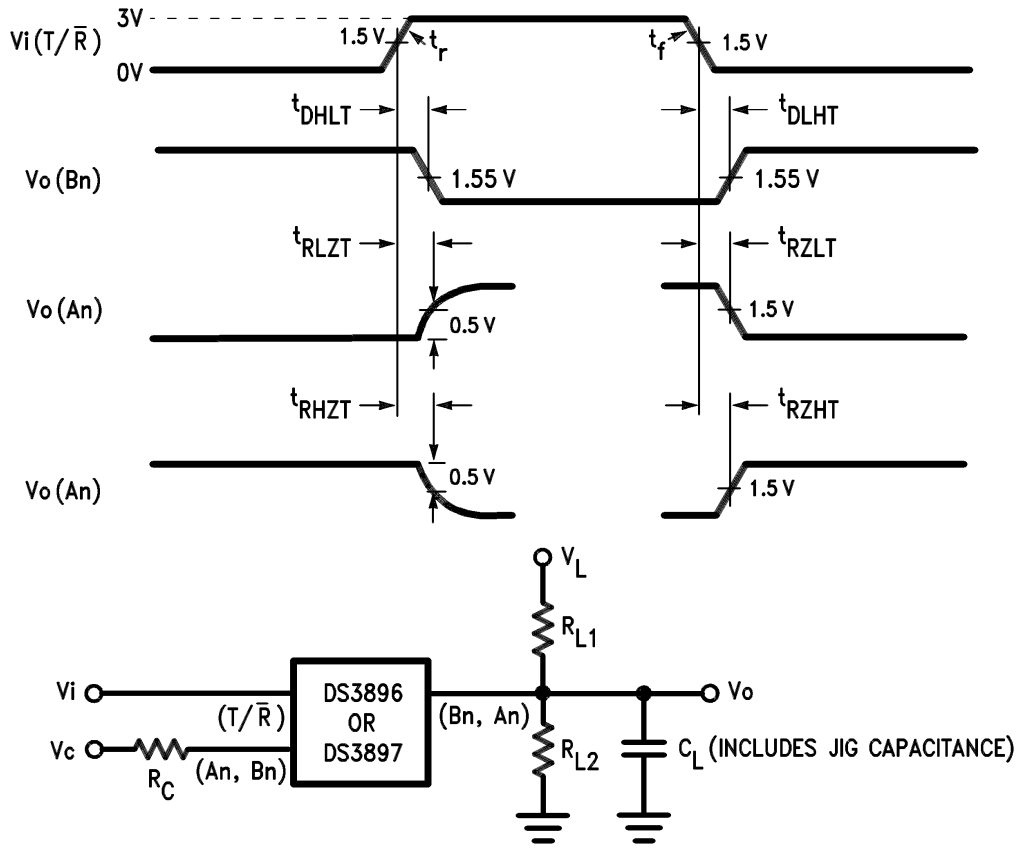 3V
Vi (T/R̅)
1.5 V
tr
tf
1.5 V
0V
tDHLT
tDLHT
Vo (Bn)
1.55 V
1.55 V
tRLZT
tRZLT
Vo (An)
0.5 V
1.5 V
tRHZT
tRZHT
Vo (An)
0.5 V
1.5 V
VL
RL1
Vi
(T/R̅)
DS3896
OR
DS3897
(Bn, An)
Vo
Vc
RC
(An, Bn)
RL2
CL (INCLUDES JIG CAPACITANCE)